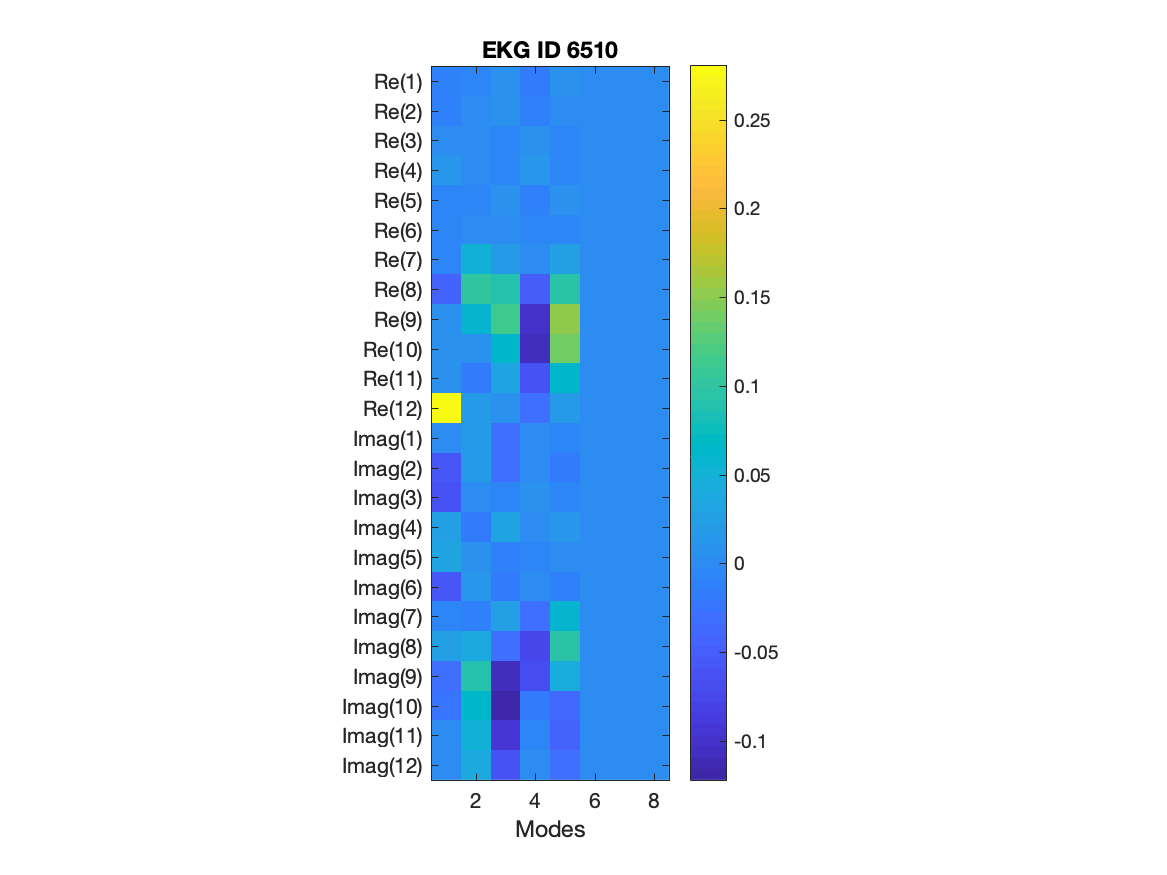 EKG ID 6510
Re(1)
Re(2)
Re(3)
Re(4)
Re(5)
Re(6)
Re(7)
Re(8)
Re(9)
Re(10)
Re(11)
Re(12)
Imag(1)
Imag(2)
Imag(3)
Imag(4)
Imag(5)
Imag(6)
Imag(7)
Imag(8)
Imag(9)
Imag(10)
Imag(11)
Imag(12)
2 4 6 8
Modes
0.25
0.2
0.15
0.1
0.05
0
-0.05
-0.1